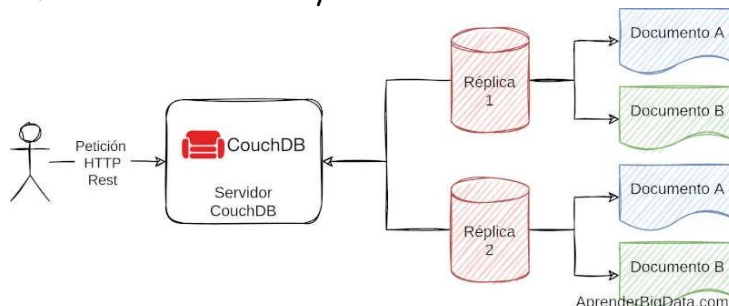 Petición
HTTP
Rest
CouchDB
Servidor
CouchDB
Réplica
1
Réplica
2
Documento A
Documento B
Documento A
Documento B
AprenderBigData.com